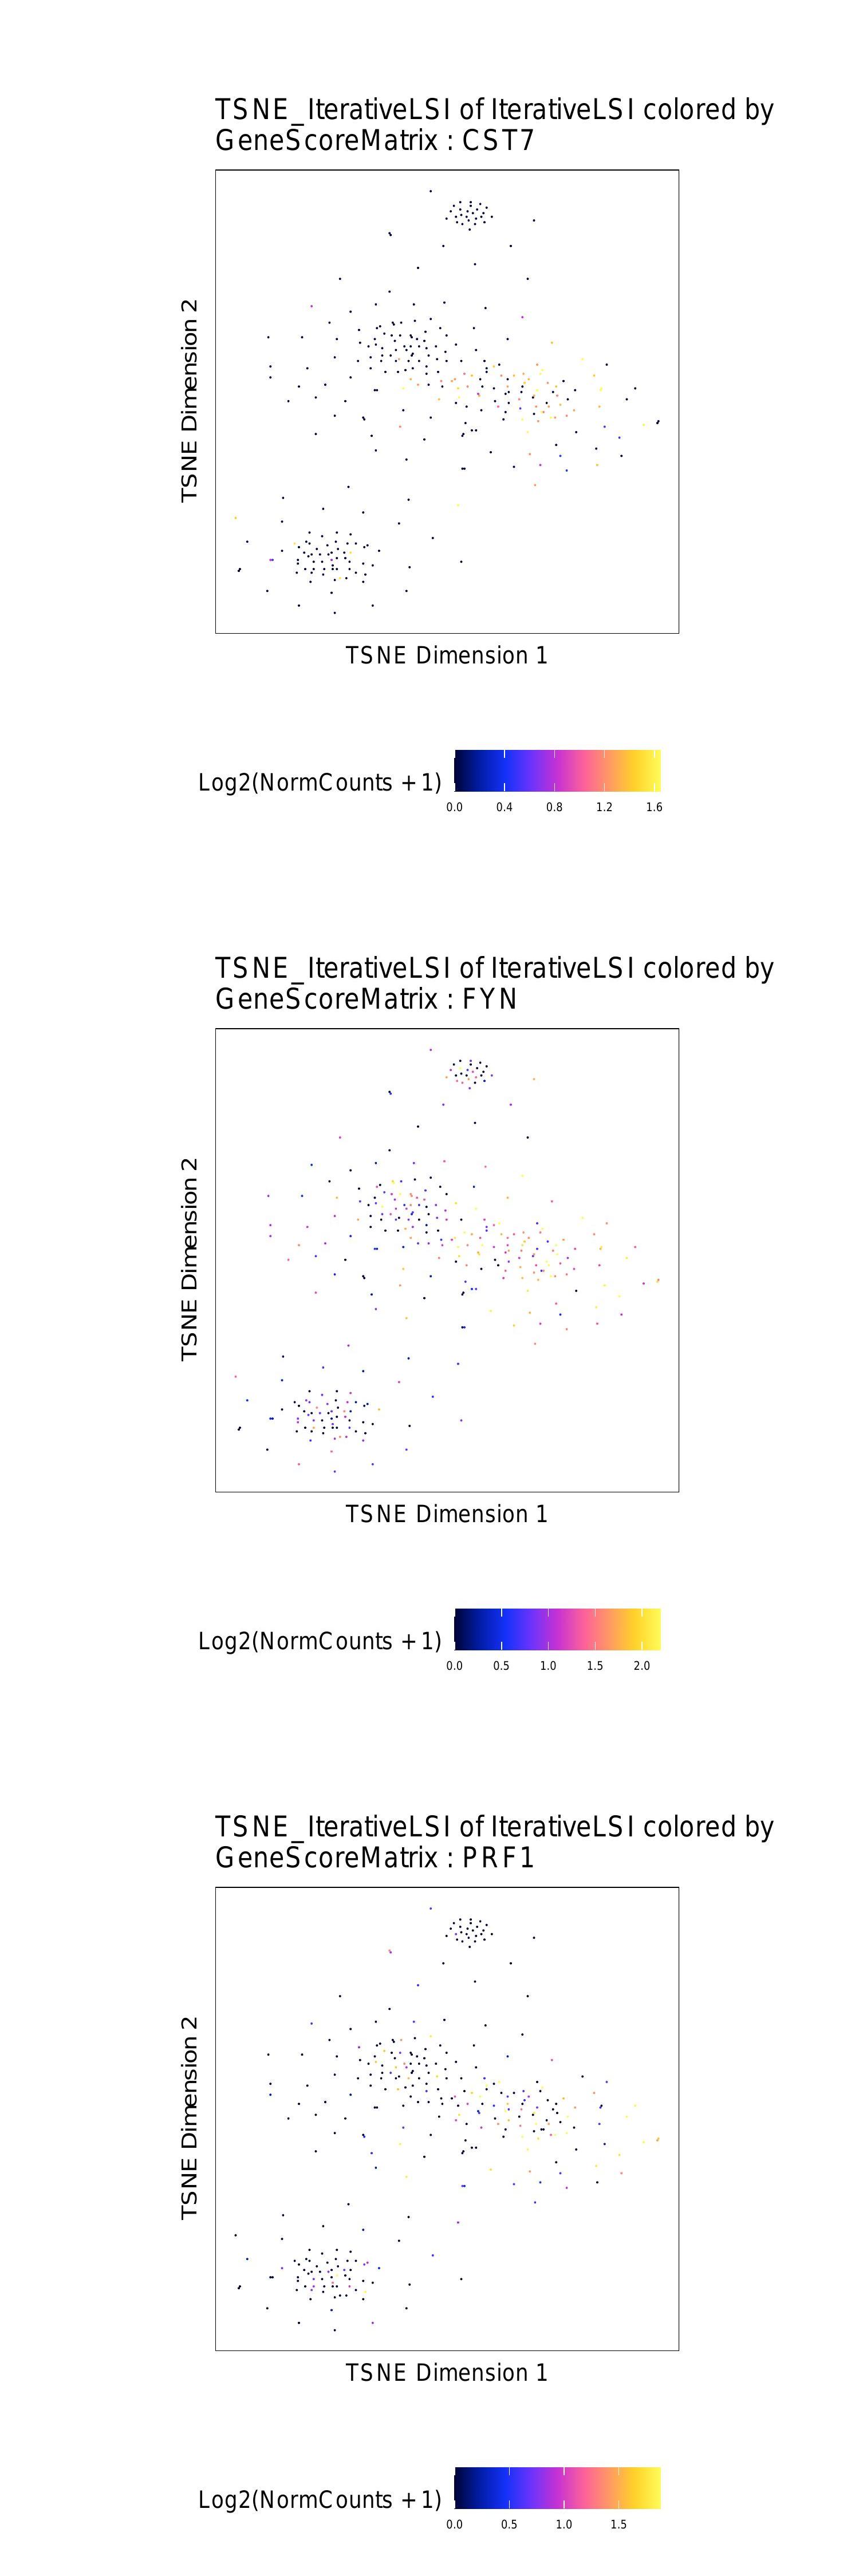 TSNE_IterativeLSI of IterativeLSI colored by
GeneScoreMatrix : CST7
TSNE Dimension 2
TSNE Dimension 1
Log2(NormCounts + 1)
0.0 0.4 0.8 1.2 1.6
TSNE_IterativeLSI of IterativeLSI colored by
GeneScoreMatrix : FYN
TSNE Dimension 2
TSNE Dimension 1
Log2(NormCounts + 1)
0.0 0.5 1.0 1.5 2.0
TSNE_IterativeLSI of IterativeLSI colored by
GeneScoreMatrix : PRF1
TSNE Dimension 2
TSNE Dimension 1
Log2(NormCounts + 1)
0.0 0.5 1.0 1.5